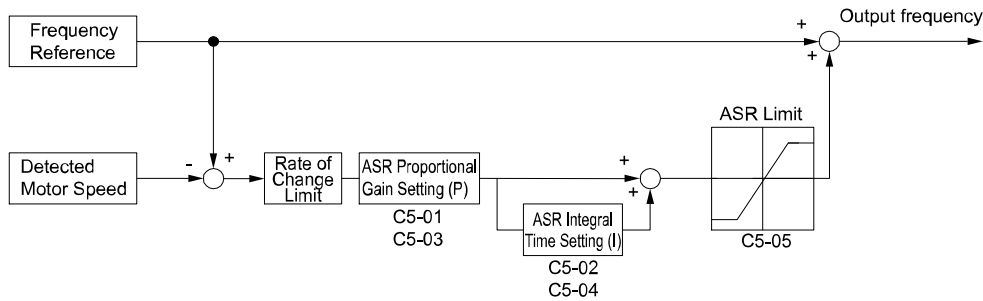 Output frequency
Frequency
Reference
+
+
ASR Limit
Detected
Motor Speed
-
+
Rate of
Change
Limit
ASR Proportional
Gain Setting (P)
C5-01
C5-03
+
+
ASR Integral
Time Setting (I)
C5-02
C5-04
C5-05